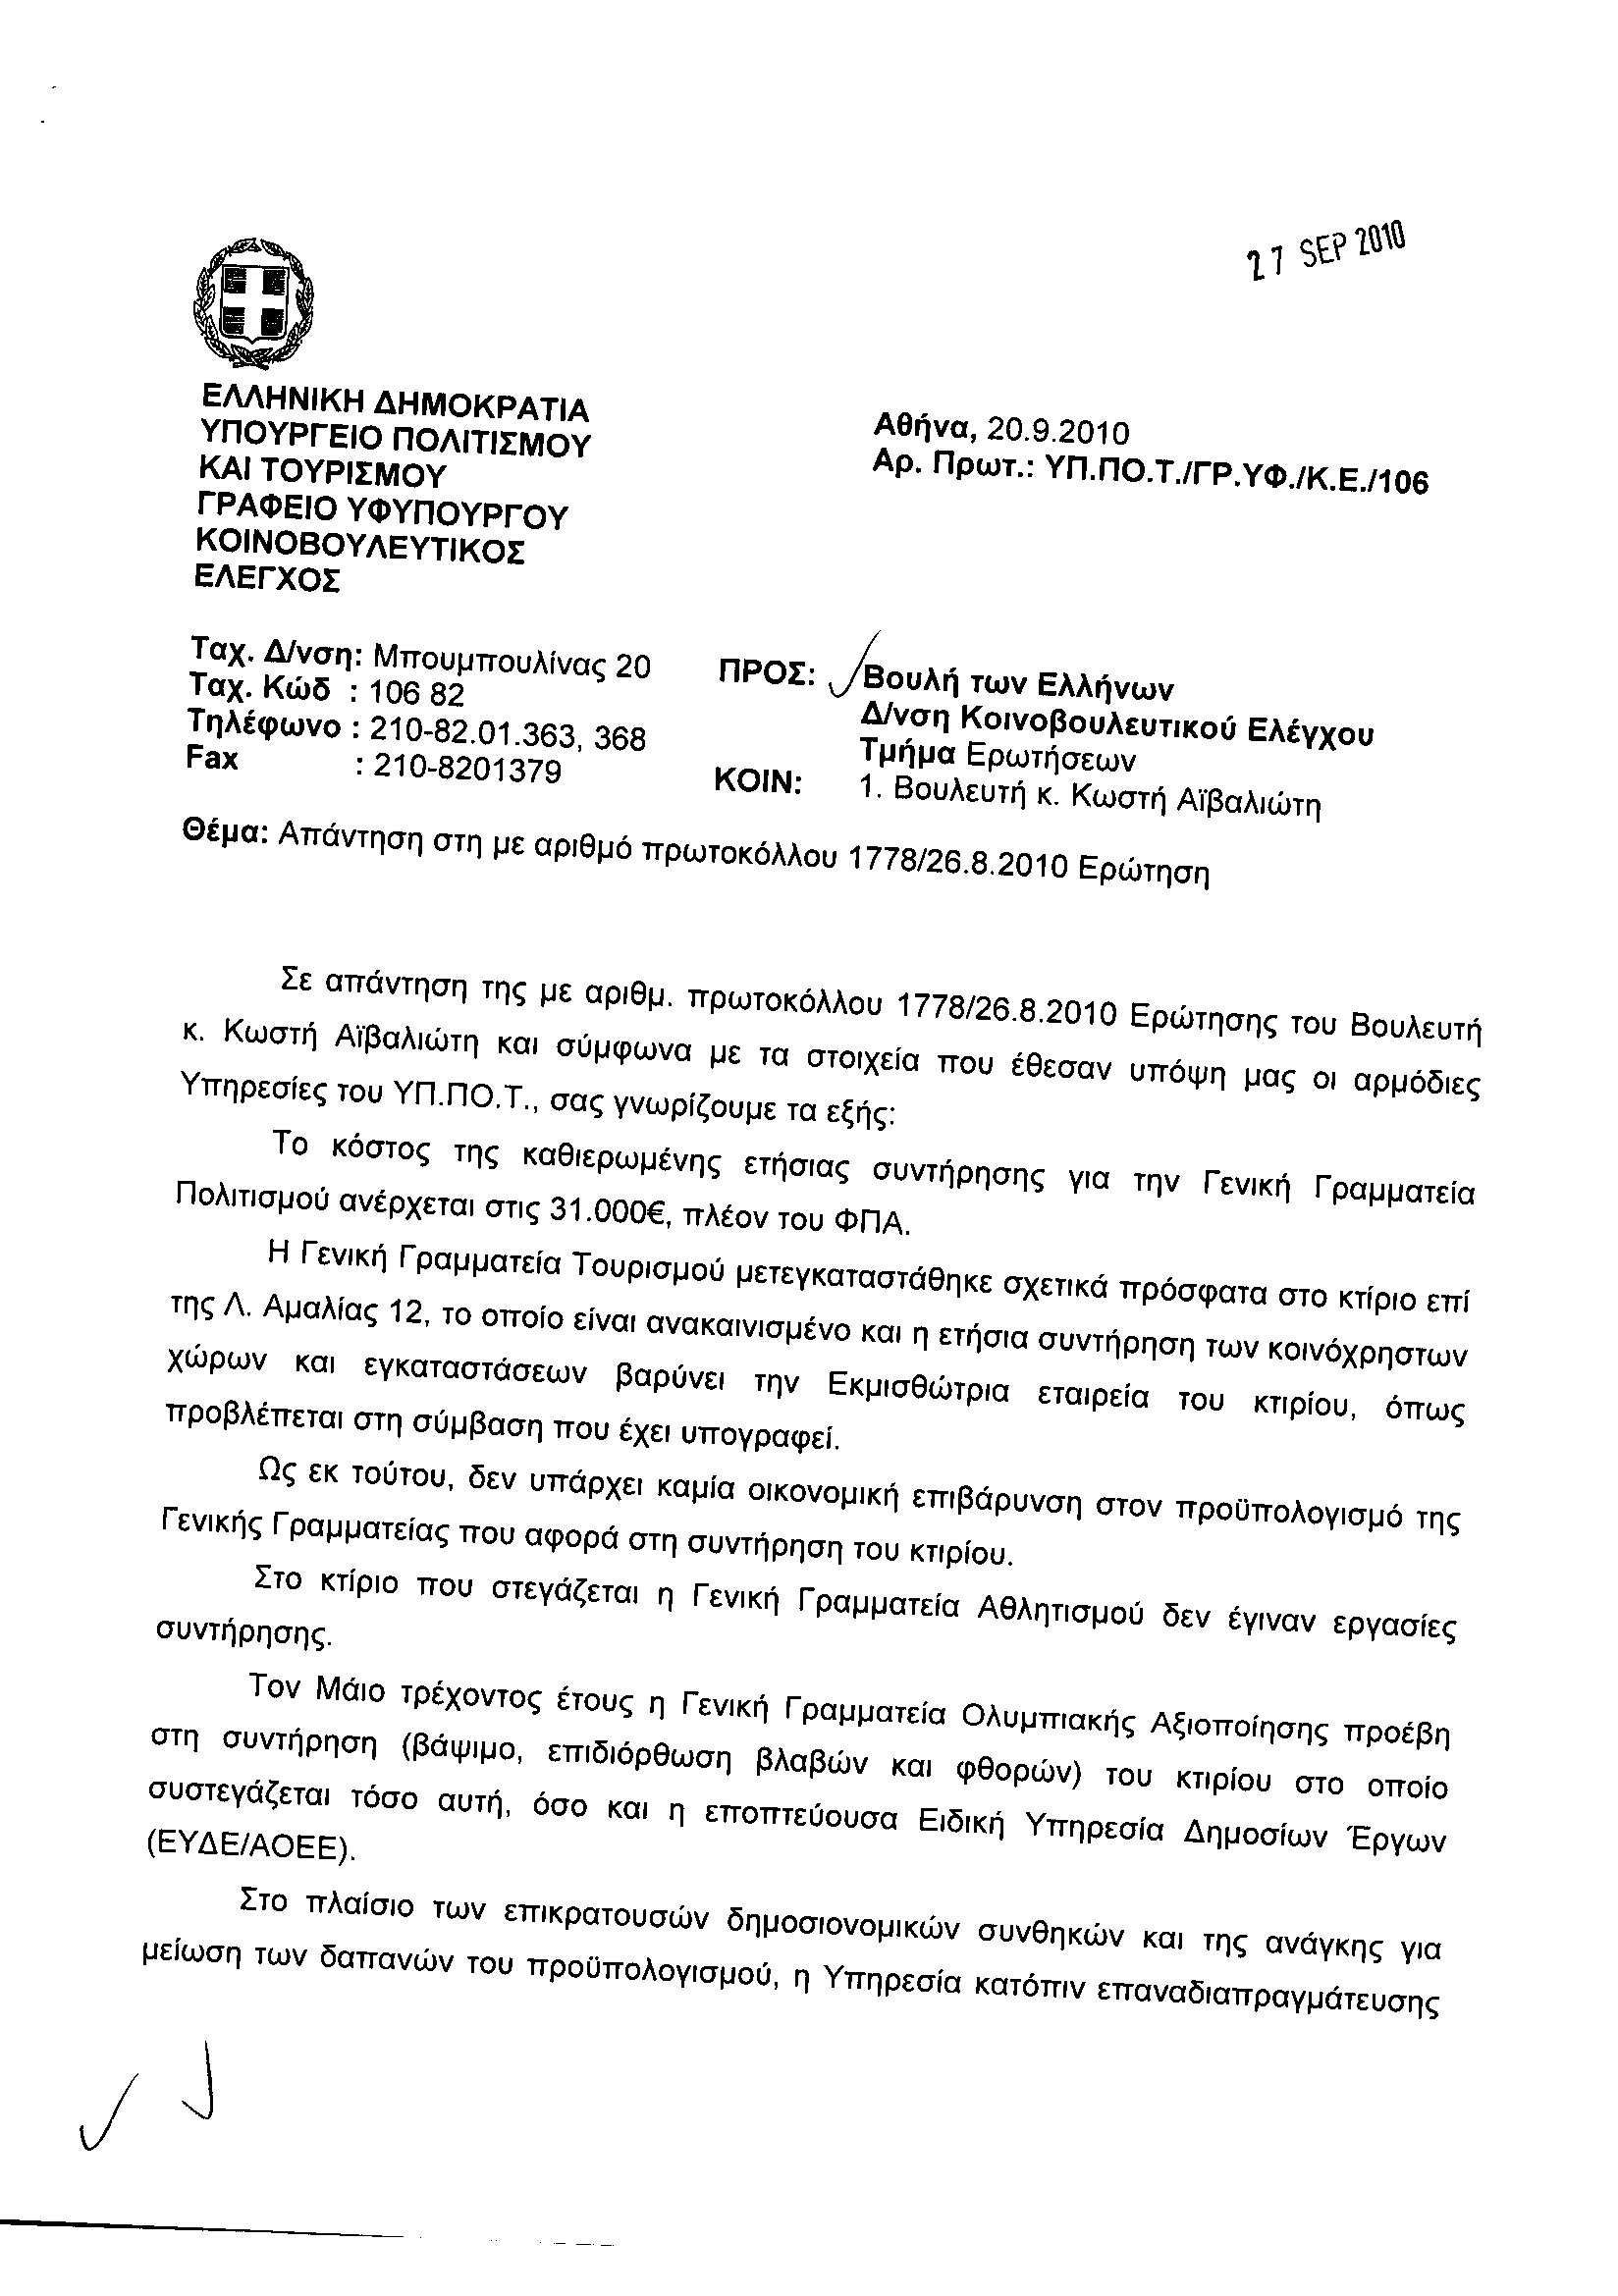 27 SEP 2010
ΕΛΛΗΝΙΚΗ ΔΗΜΟΚΡΑΤΙΑ
ΥΠΟΥΡΓΕΙΟ ΠΟΛΙΤΙΣΜΟΥ
ΚΑΙ ΤΟΥΡΙΣΜΟΥ
ΓΡΑΦΕΙΟ ΥΦΥΠΟΥΡΓΟΥ
ΚΟΙΝΟΒΟΥΛΕΥΤΙΚΟΣ
ΕΛΕΓΧΟΣ
Αθήνα, 20.9.2010
Αρ. Πρωτ.: ΥΠ.ΠΟ.Τ./ΓΡ.ΥΦ./Κ.Ε./106
Ταχ. Δ/νση: Μπουμπουλίνας 20
Ταχ. Κώδ : 106 82
Τηλέφωνο : 210-82.01.363, 368
Fax : 210-8201379
ΠΡΟΣ: Βουλή των Ελλήνων
Δ/νση Κοινοβουλευτικού Ελέγχου
Τμήμα Ερωτήσεων
ΚΟΙΝ: 1. Βουλευτή κ. Κωστή Αϊβαλιώτη
Θέμα: Απάντηση στη με αριθμό πρωτοκόλλου 1778/26.8.2010 Ερώτηση
Σε απάντηση της με αριθμ. πρωτοκόλλου 1778/26.8.2010 Ερώτησης του Βουλευτή
κ. Κωστή Αϊβαλιώτη και σύμφωνα με τα στοιχεία που έθεσαν υπόψη μας οι αρμόδιες
Υπηρεσίες του ΥΠ.ΠΟ.Τ., σας γνωρίζουμε τα εξής:
Το κόστος της καθιερωμένης ετήσιας συντήρησης για την Γενική Γραμματεία
Πολιτισμού ανέρχεται στις 31.000€, πλέον του ΦΠΑ.
Η Γενική Γραμματεία Τουρισμού μετεγκαταστάθηκε σχετικά πρόσφατα στο κτίριο επί
της Λ. Αμαλίας 12, το οποίο είναι ανακαινισμένο και η ετήσια συντήρηση των κοινόχρηστων
χώρων και εγκαταστάσεων βαρύνει την Εκμισθώτρια εταιρεία του κτιρίου, όπως
προβλέπεται στη σύμβαση που έχει υπογραφεί.
Ως εκ τούτου, δεν υπάρχει καμία οικονομική επιβάρυνση στον προϋπολογισμό της
Γενικής Γραμματείας που αφορά στη συντήρηση του κτιρίου.
Στο κτίριο που στεγάζεται η Γενική Γραμματεία Αθλητισμού δεν έγιναν εργασίες
συντήρησης.
Τον Μάιο τρέχοντος έτους η Γενική Γραμματεία Ολυμπιακής Αξιοποίησης προέβη
στη συντήρηση (βάψιμο, επιδιόρθωση βλαβών και φθορών) του κτιρίου στο οποίο
συστεγάζεται τόσο αυτή, όσο και η εποπτεύουσα Ειδική Υπηρεσία Δημοσίων Έργων
(ΕΥΔΕ/ΑΟΕΕ).
Στο πλαίσιο των επικρατουσών δημοσιονομικών συνθηκών και της ανάγκης για
μείωση των δαπανών του προϋπολογισμού, η Υπηρεσία κατόπιν επαναδιαπραγμάτευσης